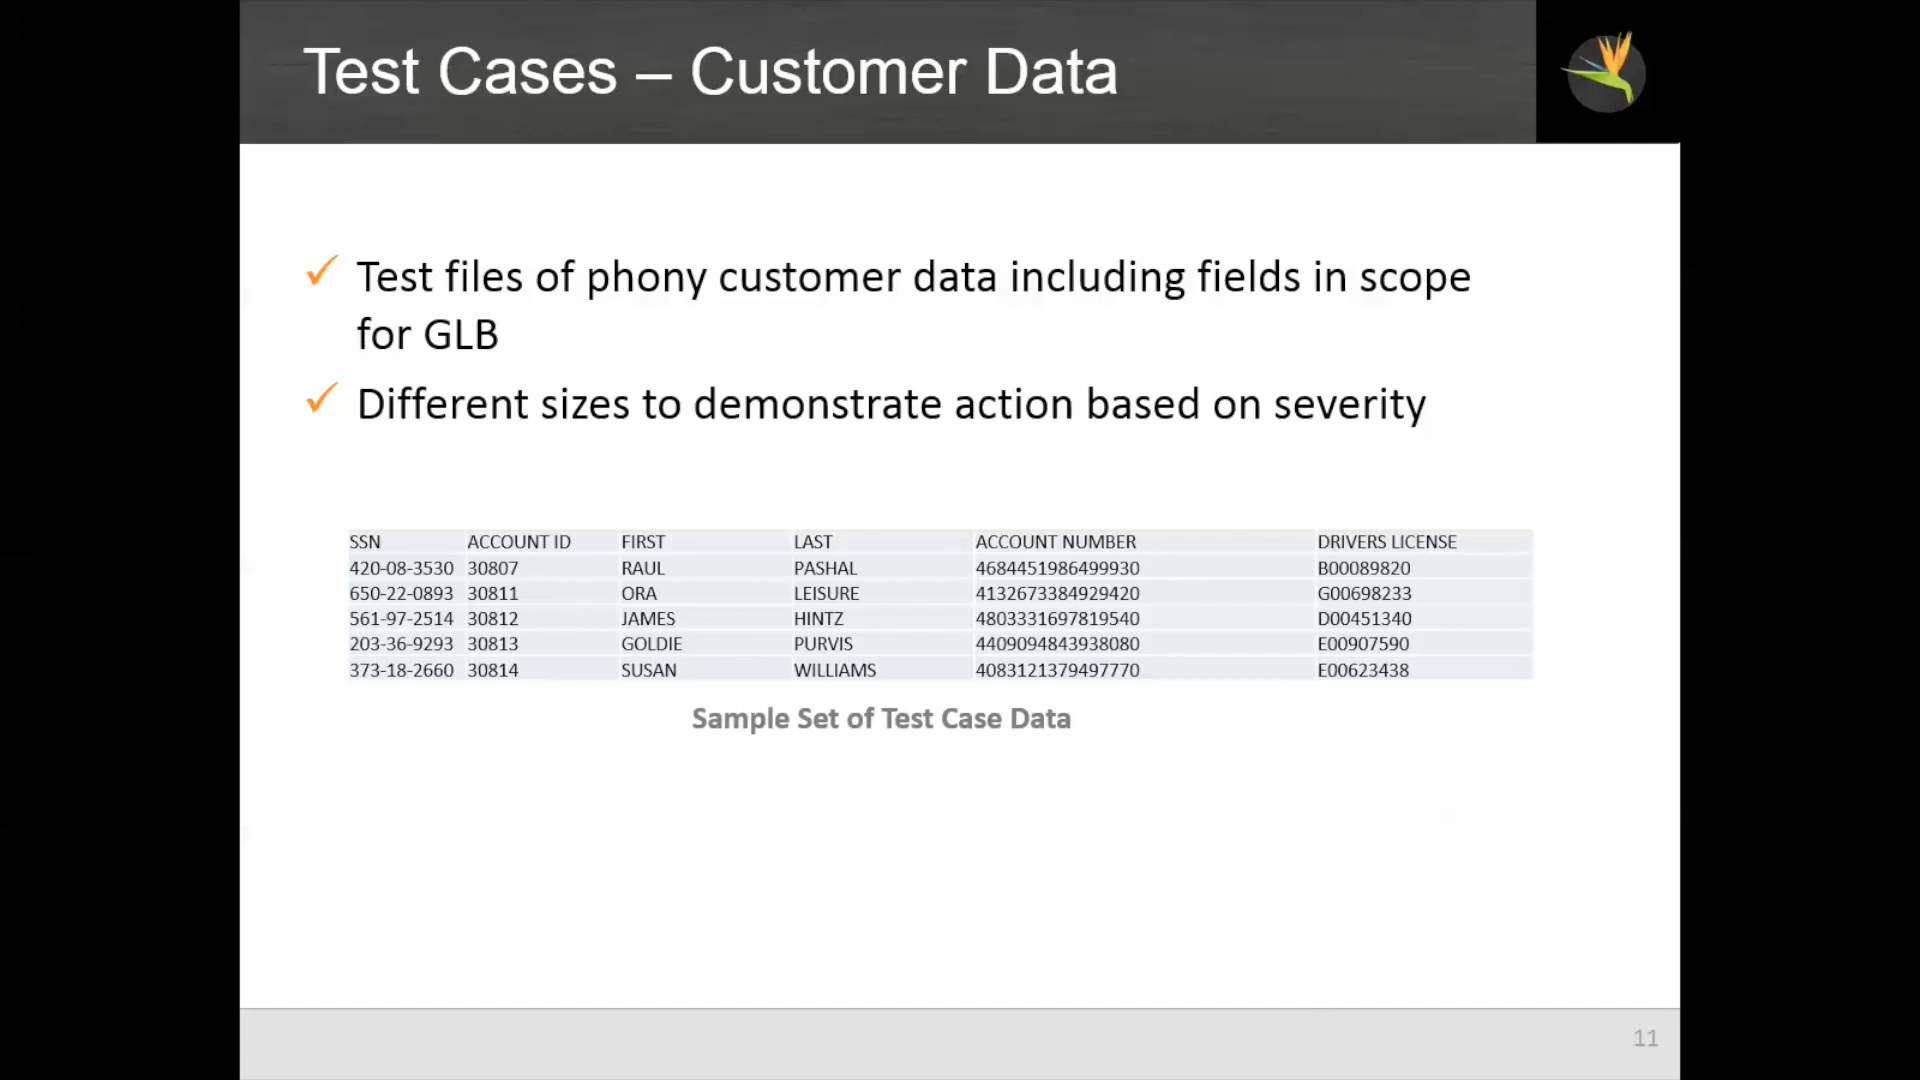 Test Cases – Customer Data
Test files of phony customer data including fields in scope
for GLB
Different sizes to demonstrate action based on severity
SSN ACCOUNT ID FIRST LAST ACCOUNT NUMBER DRIVERS LICENSE
420-08-3530 30807 RAUL PASHAL 4684451986499930 B00089820
650-22-0893 30811 ORA LEISURE 4132673384929420 G00698233
561-97-2514 30812 JAMES HINTZ 4803331697819540 D00451340
203-36-9293 30813 GOLDIE PURVIS 4409094843938080 E00907590
373-18-2660 30814 SUSAN WILLIAMS 4083121379497770 E00623438
Sample Set of Test Case Data
11